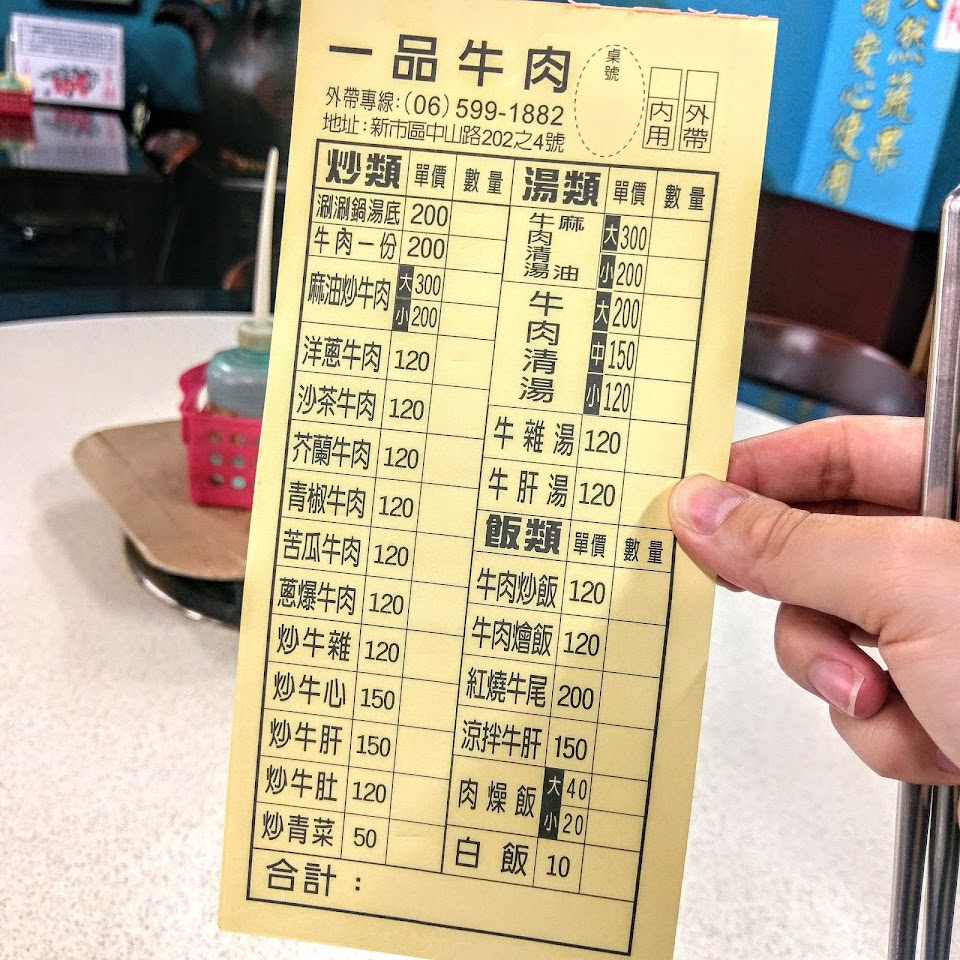 一品牛肉
桌號
內用
外帶
外帶專線:(06)599-1882
地址:新市區中山路202之4號
炒類 單價 數量
涮涮鍋湯底 200
牛肉一份 200
麻油炒牛肉 大 300
小 200
洋蔥牛肉 120
沙茶牛肉 120
芥蘭牛肉 120
青椒牛肉 120
苦瓜牛肉 120
蔥爆牛肉 120
炒牛雜 120
炒牛心 150
炒牛肝 150
炒牛肚 120
炒青菜 50
湯類 單價 數量
麻油牛肉清湯 大 300
小 200
牛肉清湯 大 200
中 150
小 120
牛雜湯 120
牛肝湯 120
飯類 單價 數量
牛肉炒飯 120
牛肉燴飯 120
紅燒牛尾 200
涼拌牛肝 150
肉燥飯 大 40
小 20
白飯 10
合計:
天然蔬果
安心使用